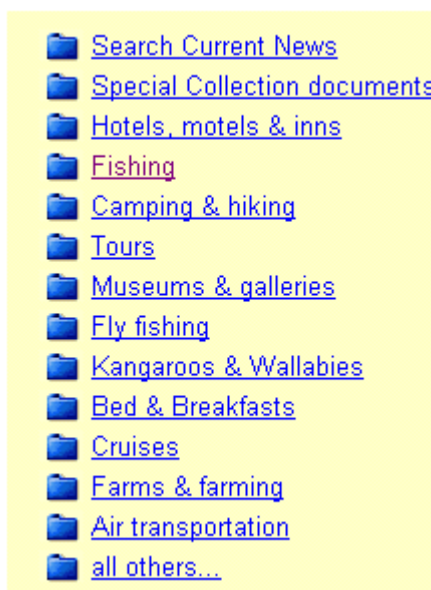 Search Current News
Special Collection documents
Hotels, motels & inns
Fishing
Camping & hiking
Tours
Museums & galleries
Fly fishing
Kangaroos & Wallabies
Bed & Breakfasts
Cruises
Farms & farming
Air transportation
all others...